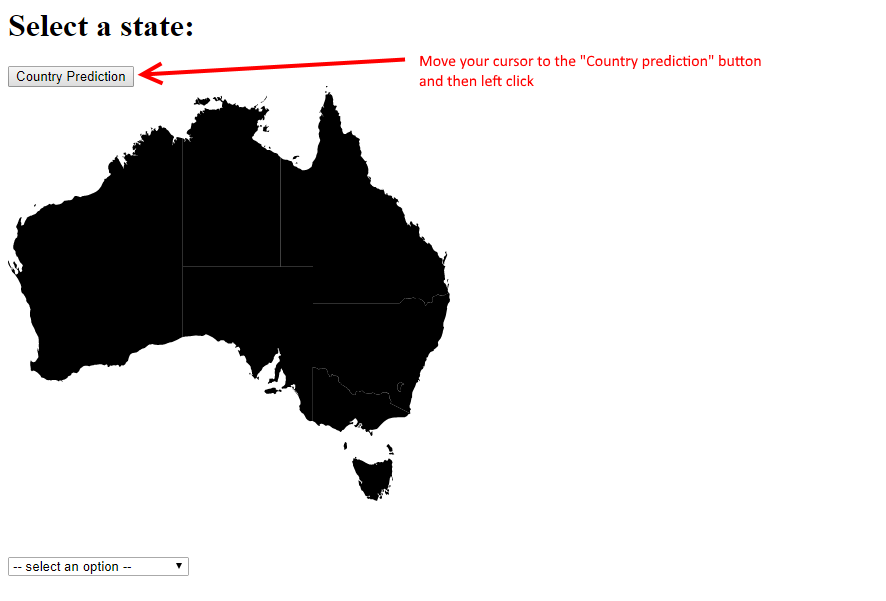 Select a state:
Country Prediction
Move your cursor to the "Country prediction" button
and then left click
-- select an option --